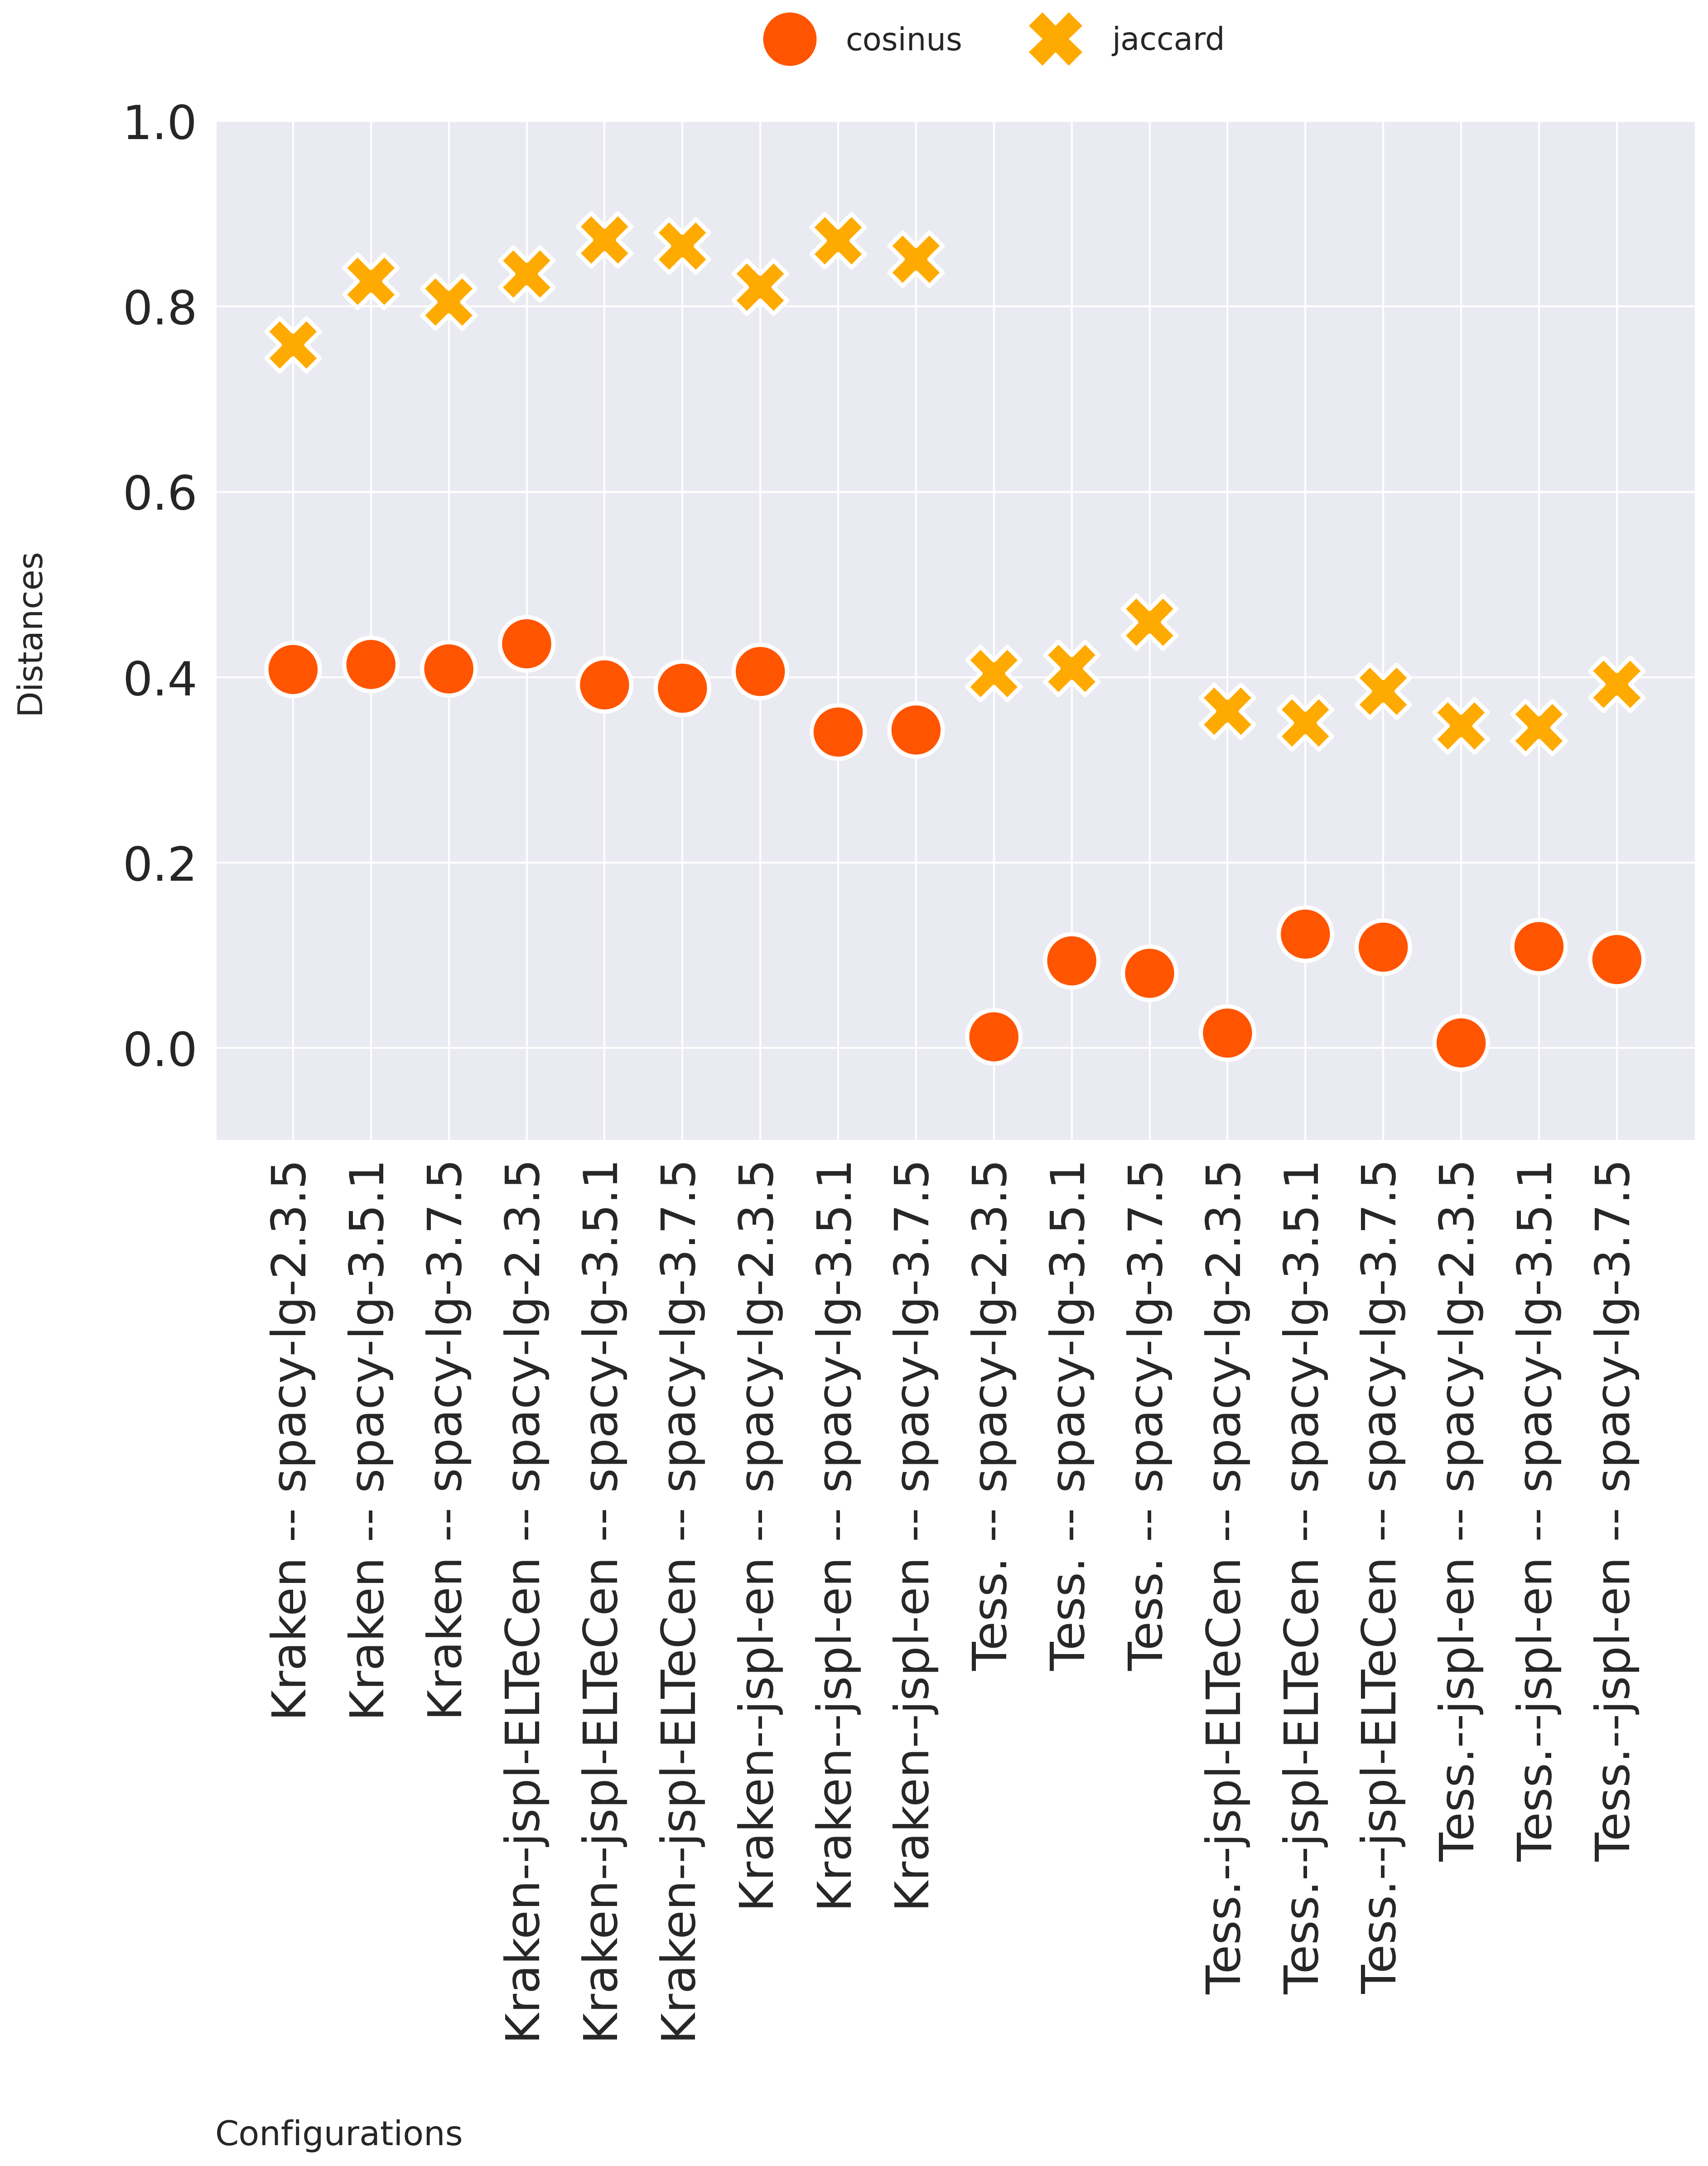 cosinus
jaccard
1.0
0.8
0.6
0.4
0.2
0.0
Distances
Kraken -- spacy-lg-2.3.5
Kraken -- spacy-lg-3.5.1
Kraken -- spacy-lg-3.7.5
Kraken--jspl-ELTeCen -- spacy-lg-2.3.5
Kraken--jspl-ELTeCen -- spacy-lg-3.5.1
Kraken--jspl-ELTeCen -- spacy-lg-3.7.5
Kraken--jspl-en -- spacy-lg-2.3.5
Kraken--jspl-en -- spacy-lg-3.5.1
Kraken--jspl-en -- spacy-lg-3.7.5
Tess. -- spacy-lg-2.3.5
Tess. -- spacy-lg-3.5.1
Tess. -- spacy-lg-3.7.5
Tess.--jspl-ELTeCen -- spacy-lg-2.3.5
Tess.--jspl-ELTeCen -- spacy-lg-3.5.1
Tess.--jspl-ELTeCen -- spacy-lg-3.7.5
Tess.--jspl-en -- spacy-lg-2.3.5
Tess.--jspl-en -- spacy-lg-3.5.1
Tess.--jspl-en -- spacy-lg-3.7.5
Configurations